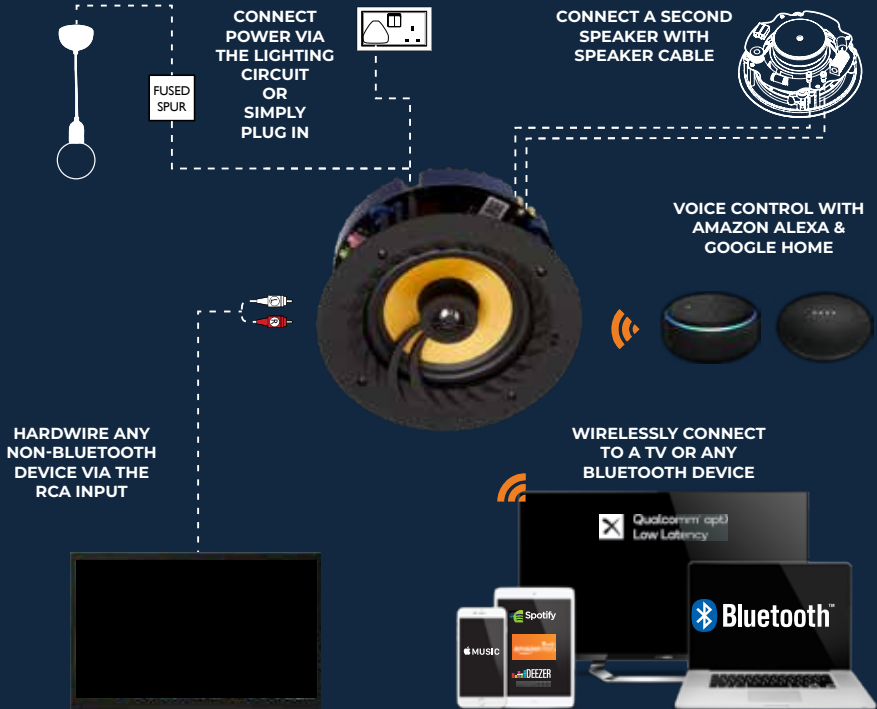 CONNECT
POWER VIA
THE LIGHTING
CIRCUIT
OR
SIMPLY
PLUG IN
FUSED
SPUR
CONNECT A SECOND
SPEAKER WITH
SPEAKER CABLE
VOICE CONTROL WITH
AMAZON ALEXA &
GOOGLE HOME
HARDWIRE ANY
NON-BLUETOOTH
DEVICE VIA THE
RCA INPUT
WIRELESSLY CONNECT
TO A TV OR ANY
BLUETOOTH DEVICE
Qualcomm
Low Latency
MUSIC
Spotify
amazon
DEEZER
Bluetooth™